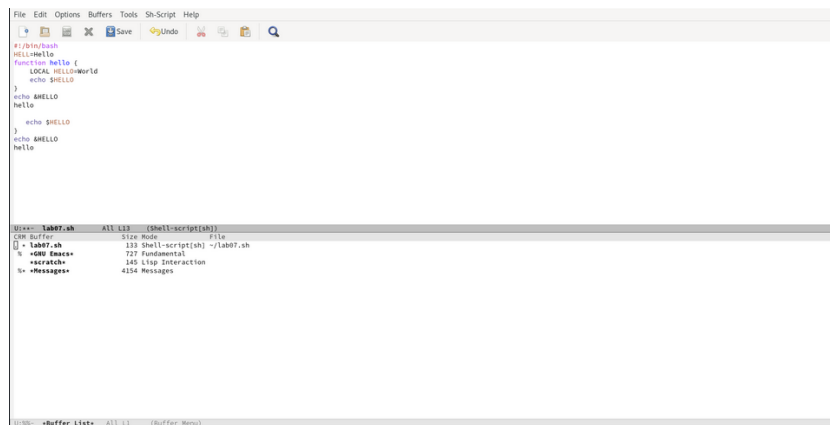 File Edit Options Buffers Tools Sh-Script Help
Save Undo
#!/bin/bash
HELL=Hello
function hello {
    LOCAL HELLO=World
    echo $HELLO
}
echo &HELLO
hello
   echo $HELLO
}
echo &HELLO
hello
U:**- lab07.sh All L13 (Shell-script[sh])
CRM Buffer Size Mode File
. * lab07.sh 133 Shell-script[sh] ~/lab07.sh
% *GNU Emacs* 727 Fundamental
*scratch* 145 Lisp Interaction
%* *Messages* 4154 Messages
U:%%- *Buffer List* All L1 (Buffer Menu)